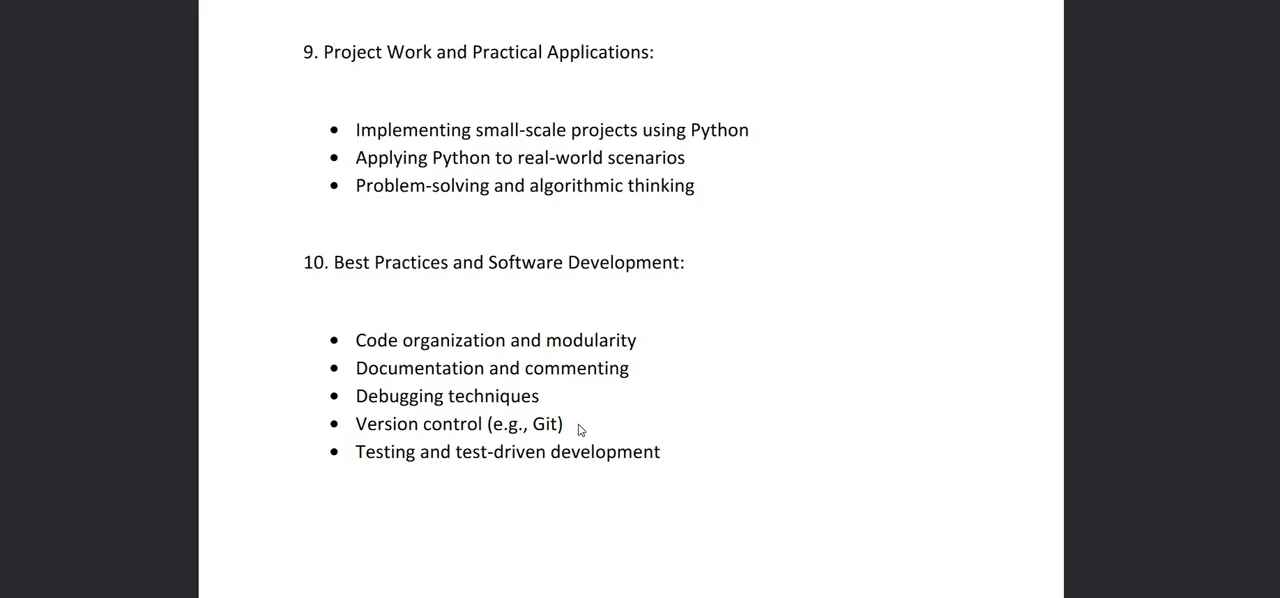 9. Project Work and Practical Applications:
• Implementing small-scale projects using Python
• Applying Python to real-world scenarios
• Problem-solving and algorithmic thinking
10. Best Practices and Software Development:
• Code organization and modularity
• Documentation and commenting
• Debugging techniques
• Version control (e.g., Git)
• Testing and test-driven development